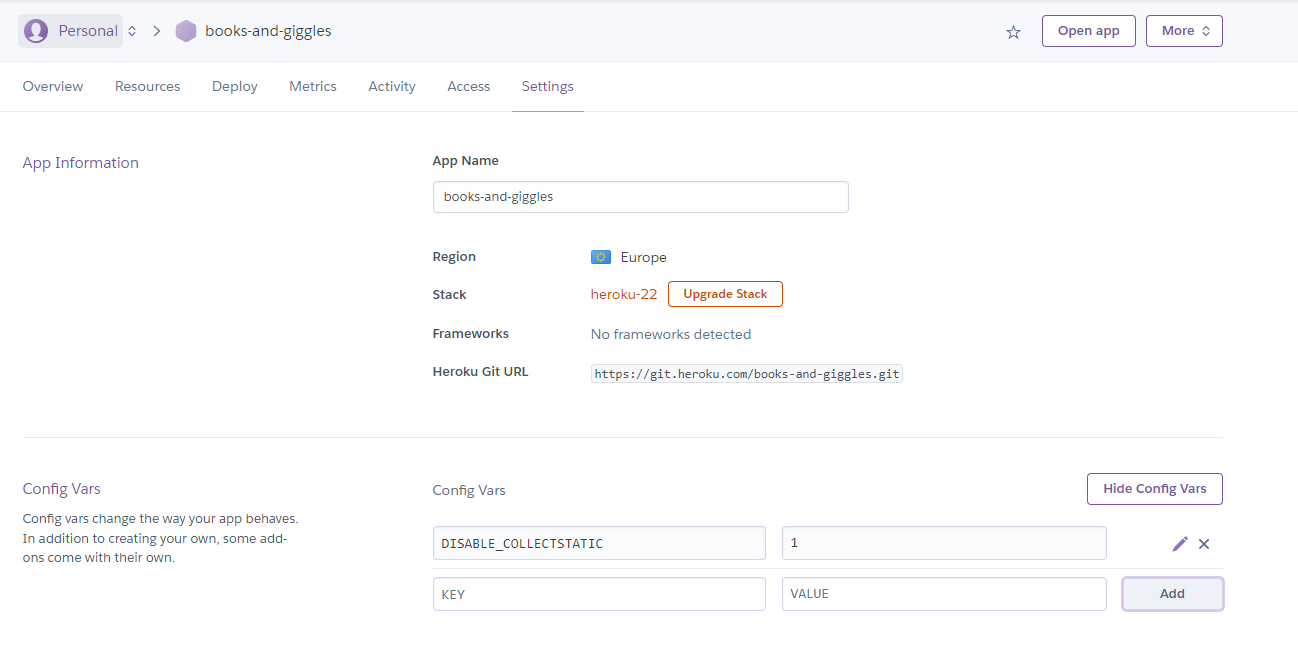 Personal books-and-giggles Open app More
Overview Resources Deploy Metrics Activity Access Settings
App Information
App Name
books-and-giggles
Region Europe
Stack heroku-22 Upgrade Stack
Frameworks No frameworks detected
Heroku Git URL https://git.heroku.com/books-and-giggles.git
Config Vars
Config vars change the way your app behaves.
In addition to creating your own, some add-
ons come with their own.
Config Vars Hide Config Vars
DISABLE_COLLECTSTATIC 1
KEY VALUE Add